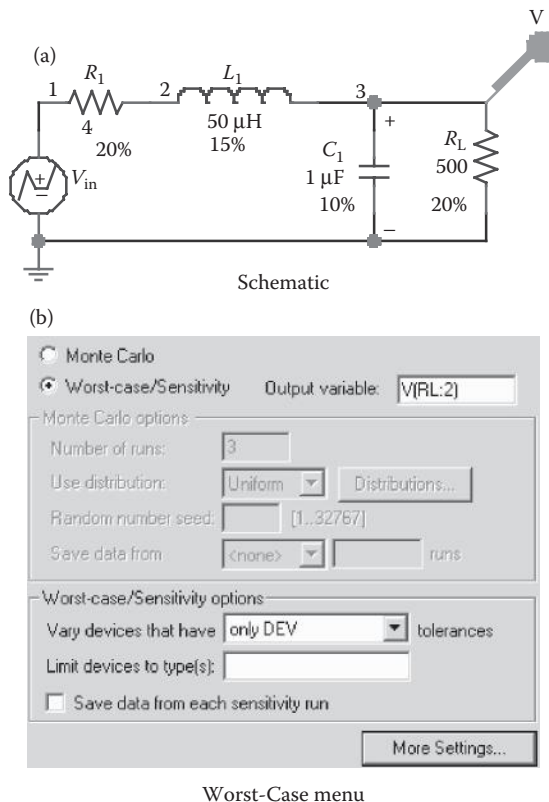 V
(a)
1 R1 2 L1 3
4
20%
50 μH
15%
+
Vin
+
−
C1
1 μF
10%
RL
500
20%
−
Schematic
(b)
Monte Carlo
Worst-case/Sensitivity Output variable: V(RL:2)
Monte Carlo options
Number of runs: 3
Use distribution: Uniform Distributions...
Random number seed: [1..32767]
Save data from <none> runs
Worst-case/Sensitivity options
Vary devices that have only DEV tolerances
Limit devices to type(s):
Save data from each sensitivity run
More Settings...
Worst-Case menu